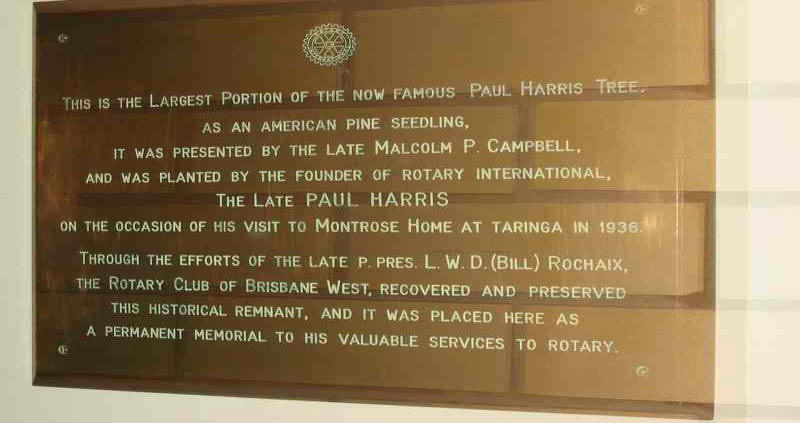 THIS IS THE LARGEST PORTION OF THE NOW FAMOUS PAUL HARRIS TREE.
AS AN AMERICAN PINE SEEDLING,
IT WAS PRESENTED BY THE LATE MALCOLM P. CAMPBELL,
AND WAS PLANTED BY THE FOUNDER OF ROTARY INTERNATIONAL,
THE LATE PAUL HARRIS
ON THE OCCASION OF HIS VISIT TO MONTROSE HOME AT TARINGA IN 1936.
THROUGH THE EFFORTS OF THE LATE P. PRES. L. W. D. (BILL) ROCHAIX,
THE ROTARY CLUB OF BRISBANE WEST, RECOVERED AND PRESERVED
THIS HISTORICAL REMNANT, AND IT WAS PLACED HERE AS
A PERMANENT MEMORIAL TO HIS VALUABLE SERVICES TO ROTARY.